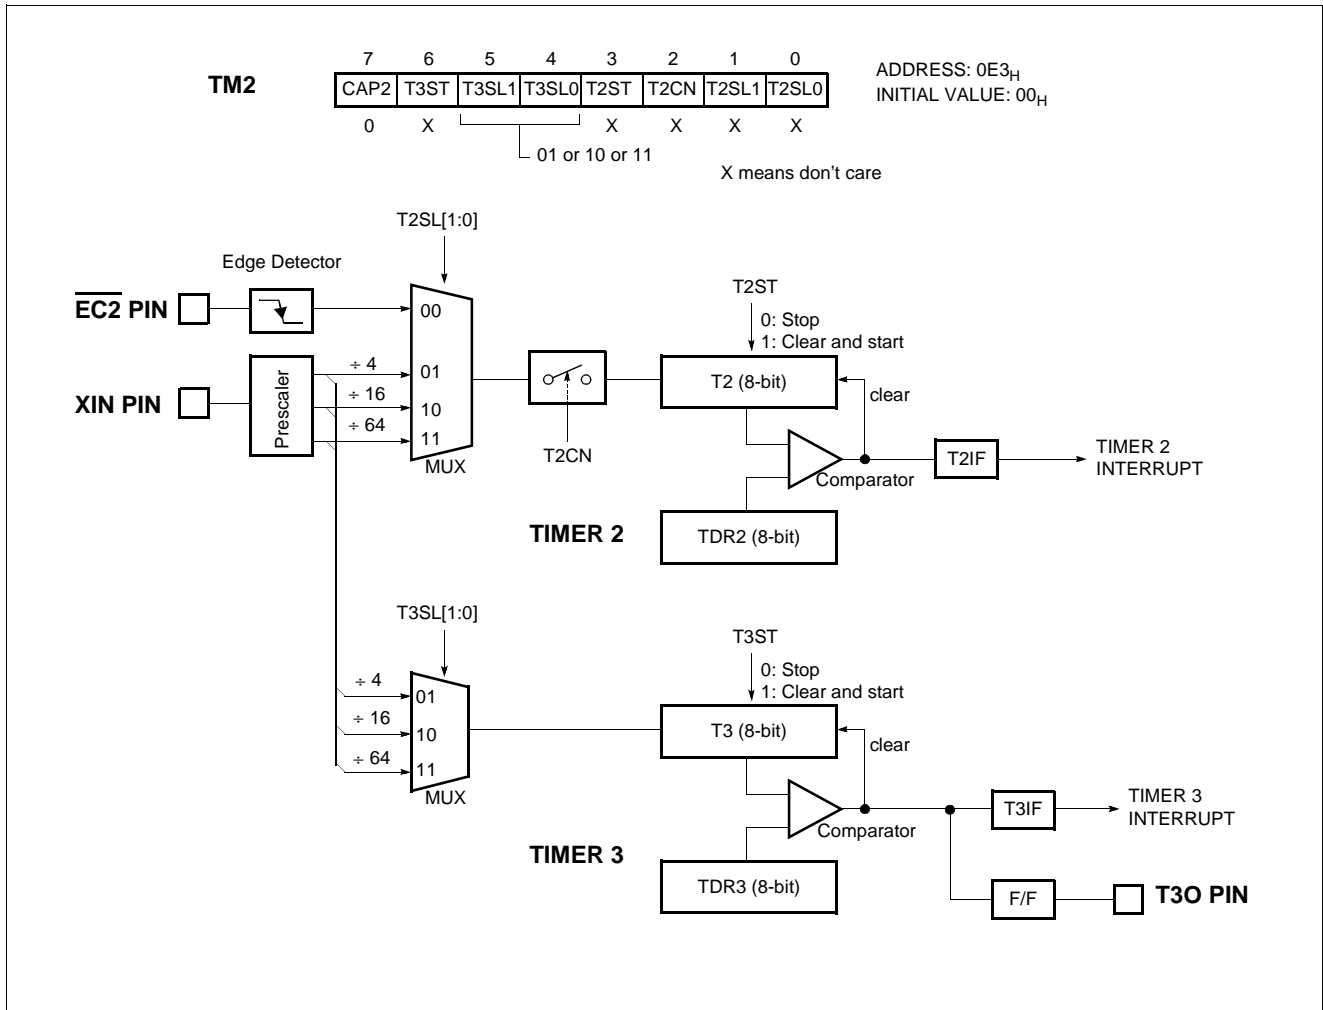 7 6 5 4 3 2 1 0
TM2
CAP2 T3ST T3SL1 T3SL0 T2ST T2CN T2SL1 T2SL0
ADDRESS: 0E3H
INITIAL VALUE: 00H
0 X X X X X
01 or 10 or 11
X means don't care
T2SL[1:0]
Edge Detector
EC2 PIN
00
T2ST
0: Stop
1: Clear and start
XIN PIN
Prescaler
÷ 4
÷ 16
÷ 64
01
10
11
MUX
T2CN
T2 (8-bit)
clear
Comparator
T2IF
TIMER 2
INTERRUPT
TIMER 2
TDR2 (8-bit)
T3SL[1:0]
÷ 4
÷ 16
÷ 64
01
10
11
MUX
T3ST
0: Stop
1: Clear and start
T3 (8-bit)
clear
Comparator
T3IF
TIMER 3
INTERRUPT
TIMER 3
TDR3 (8-bit)
F/F
T3O PIN